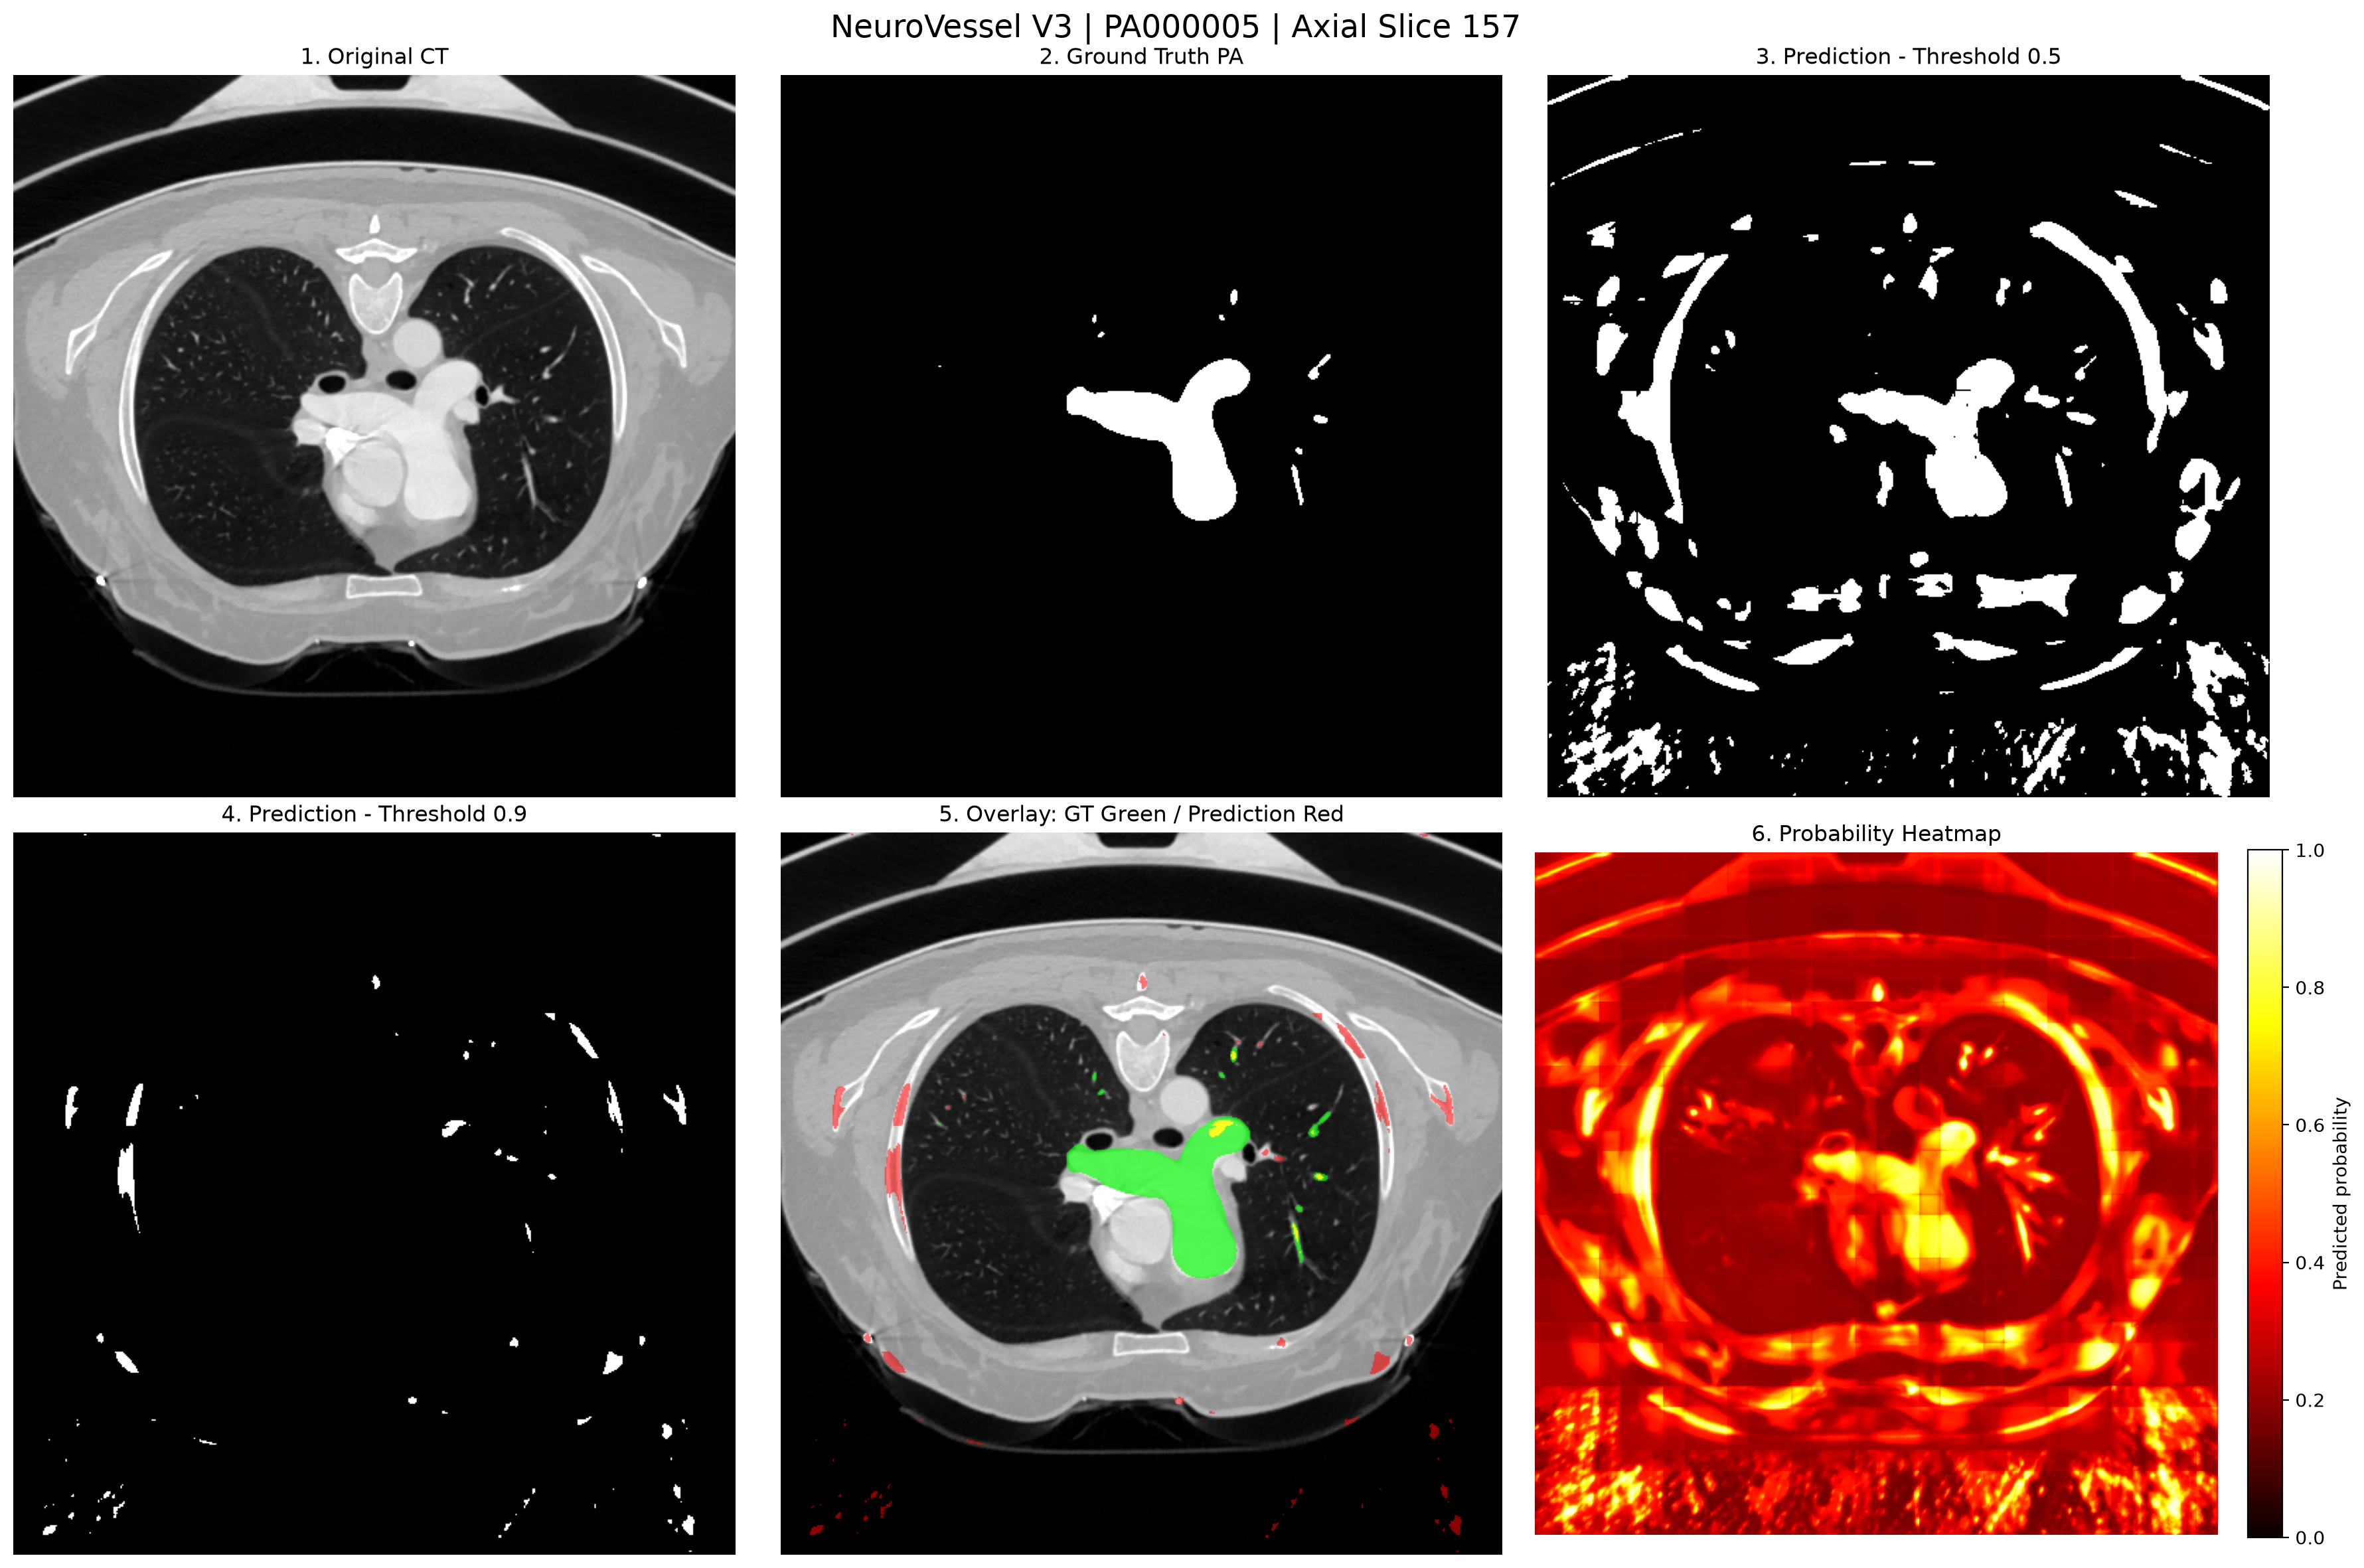 NeuroVessel V3 | PA000005 | Axial Slice 157
1. Original CT
2. Ground Truth PA
3. Prediction - Threshold 0.5
4. Prediction - Threshold 0.9
5. Overlay: GT Green / Prediction Red
6. Probability Heatmap
1.0
0.8
0.6
0.4
0.2
0.0
Predicted probability